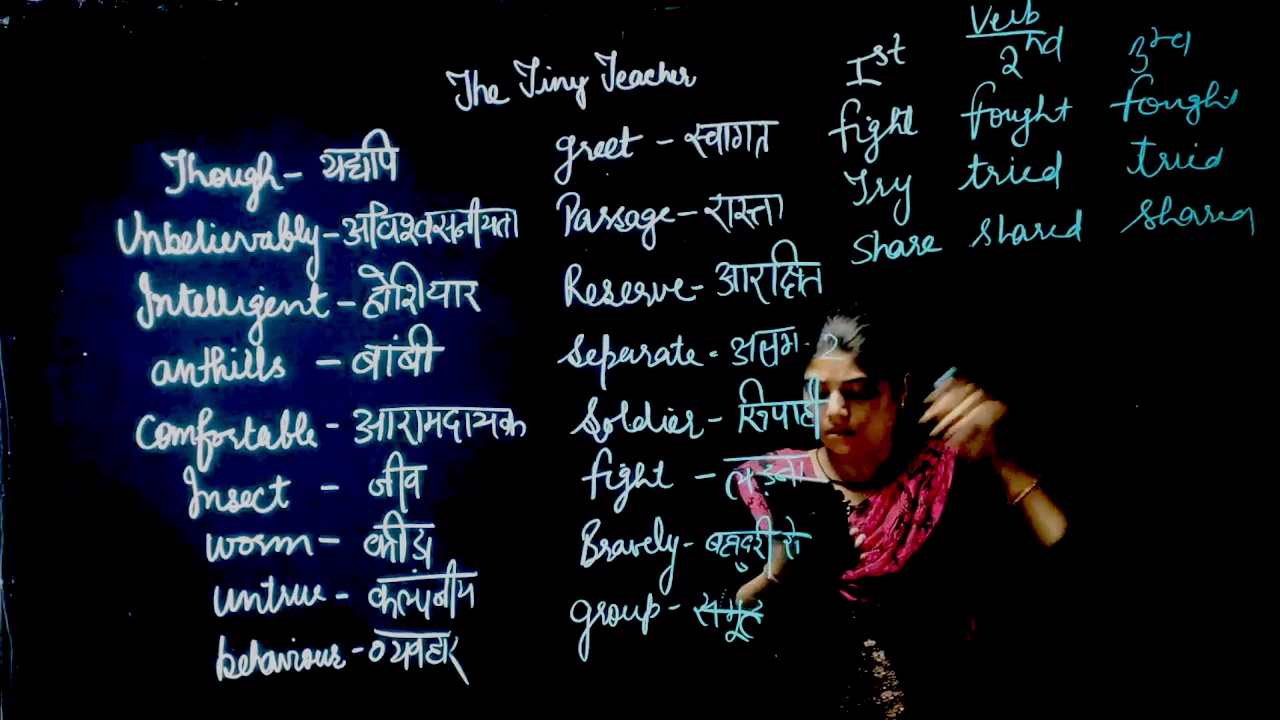 The Tiny Teacher
Though - यद्यपि
Unbelievably - अविश्वसनीयता
Intelligent - होशियार
anthills - बांबी
Comfortable - आरामदायक
Insect - जीव
worm - कीड़ा
untrue - कल्पनीय
behaviour - व्यवहार
greet - स्वागत
Passage - रास्ता
Reserve - आरक्षित
Separate - अलग - 2
Soldier - सिपाही
fight - लड़ना
Bravely - बहादुरी से
group - समूह
Verb
Ist 2nd 3rd
fight fought fought
Try tried tried
Share shared shared